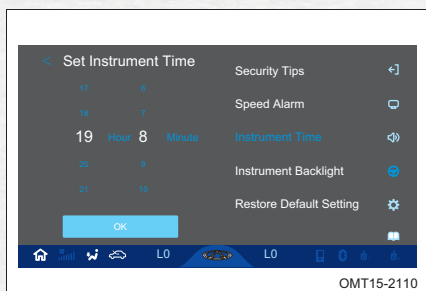 < Set Instrument Time
17 6
18 7
19 Hour 8 Minute
20 9
21 10
OK
Security Tips
Speed Alarm
Instrument Time
Instrument Backlight
Restore Default Setting
L0 L0
OMT15-2110